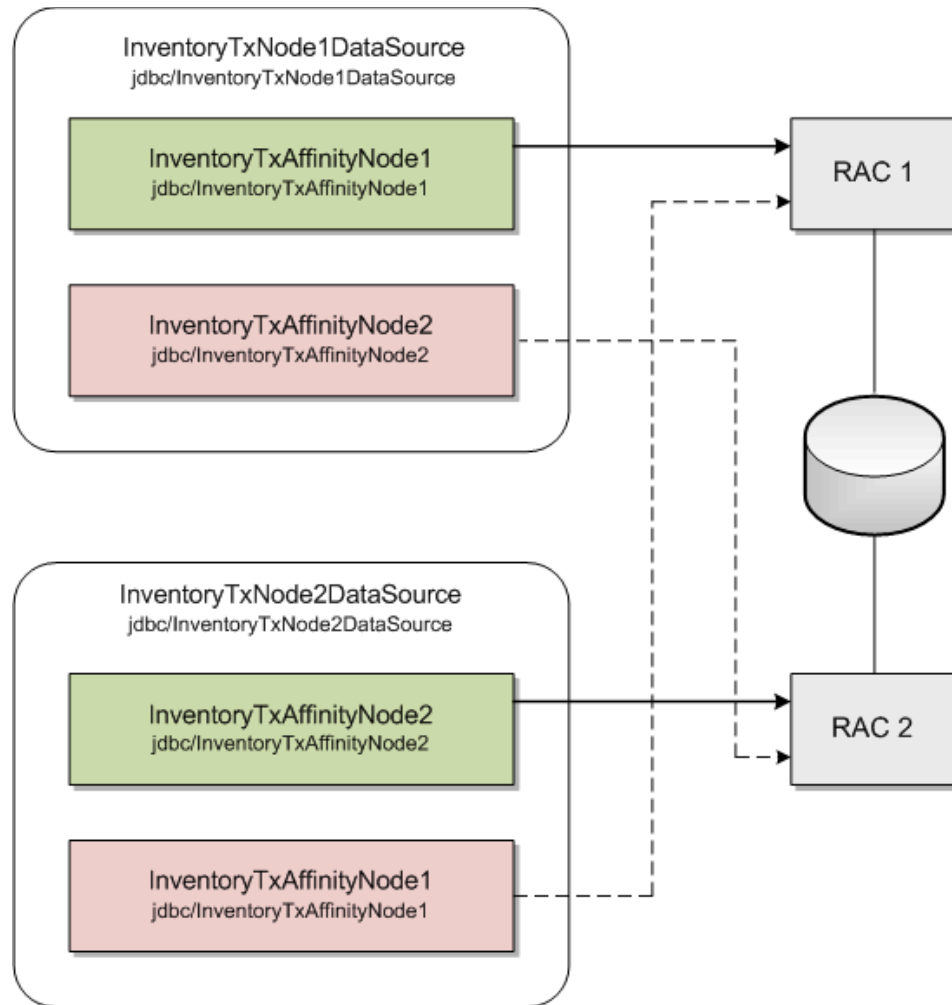 InventoryTxNode1DataSource
jdbc/InventoryTxNode1DataSource
InventoryTxAffinityNode1
jdbc/InventoryTxAffinityNode1
InventoryTxAffinityNode2
jdbc/InventoryTxAffinityNode2
RAC 1
InventoryTxNode2DataSource
jdbc/InventoryTxNode2DataSource
InventoryTxAffinityNode2
jdbc/InventoryTxAffinityNode2
InventoryTxAffinityNode1
jdbc/InventoryTxAffinityNode1
RAC 2